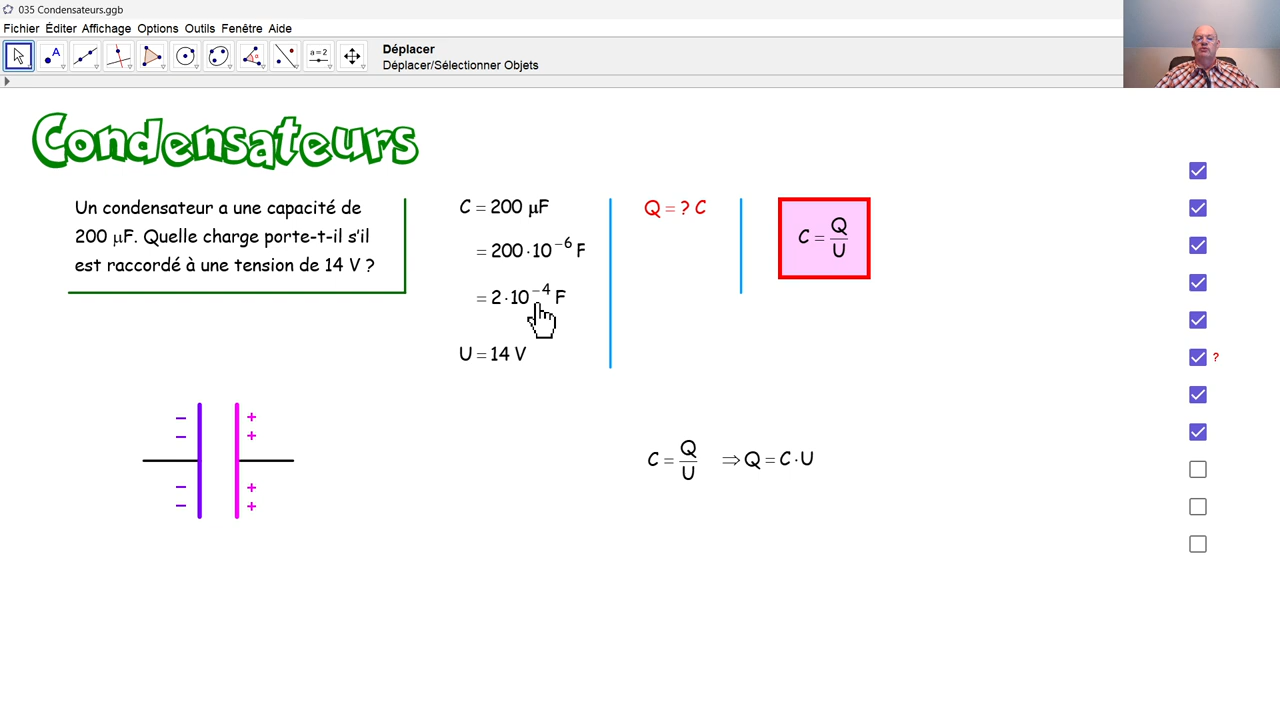 035 Condensateurs.ggb
Fichier Éditer Affichage Options Outils Fenêtre Aide
A
a=2
Déplacer
Déplacer/Sélectionner Objets
Condensateurs
Un condensateur a une capacité de
200 μF. Quelle charge porte-t-il s'il
est raccordé à une tension de 14 V ?
C = 200 μF
= 200 · 10⁻⁶ F
= 2 · 10⁻⁴ F
U = 14 V
Q = ? C
C = Q/U
?
− +
− +
− +
− +
C = Q/U ⇒ Q = C · U